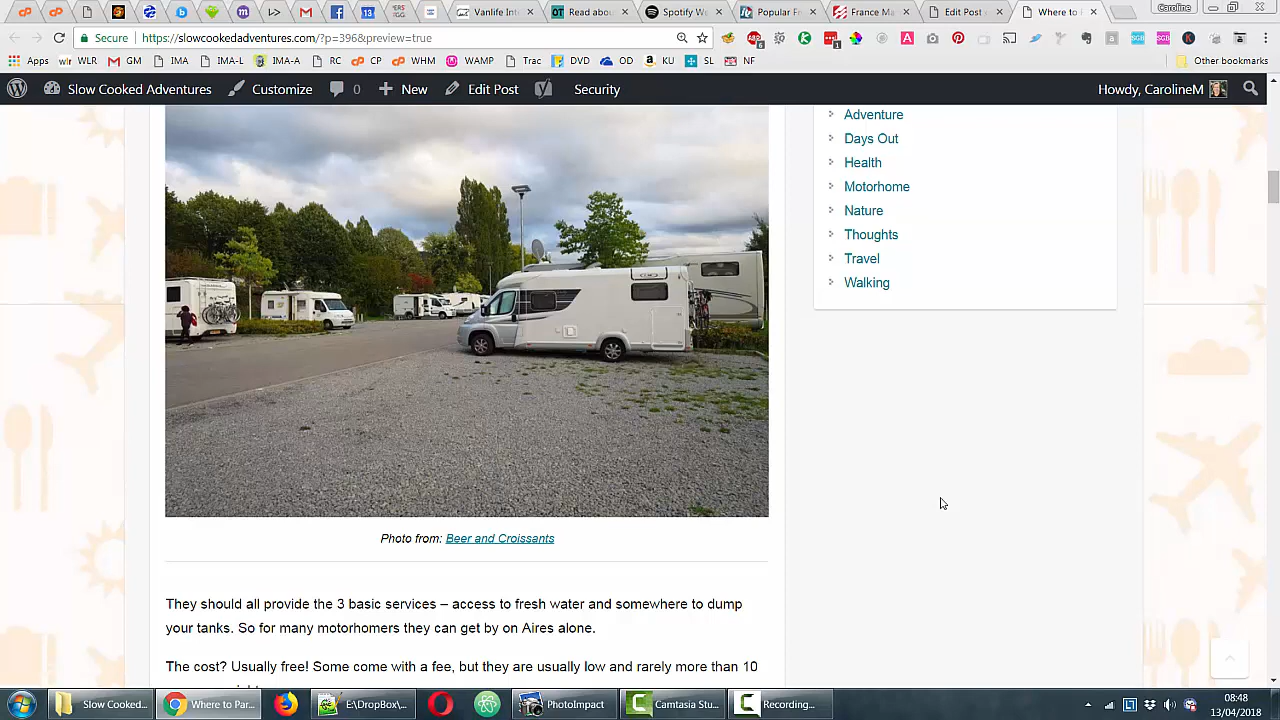 Vanlife Int
Read about
Spotify W
Popular F
France Ma
Edit Post
Where to
Caroline
Secure
https://slowcookedadventures.com/?p=396&preview=true
Apps
WLR
GM
IMA
IMA-L
IMA-A
RC
CP
WHM
WAMP
Trac
DVD
OD
KU
SL
NF
Other bookmarks
Slow Cooked Adventures
Customize
0
New
Edit Post
Security
Howdy, CarolineM
Adventure
Days Out
Health
Motorhome
Nature
Thoughts
Travel
Walking
Photo from: Beer and Croissants
They should all provide the 3 basic services – access to fresh water and somewhere to dump
your tanks. So for many motorhomers they can get by on Aires alone.
The cost? Usually free! Some come with a fee, but they are usually low and rarely more than 10
Slow Cooked...
Where to Par...
E:\DropBox\...
PhotoImpact
Camtasia Stu...
Recording...
08:48
13/04/2018